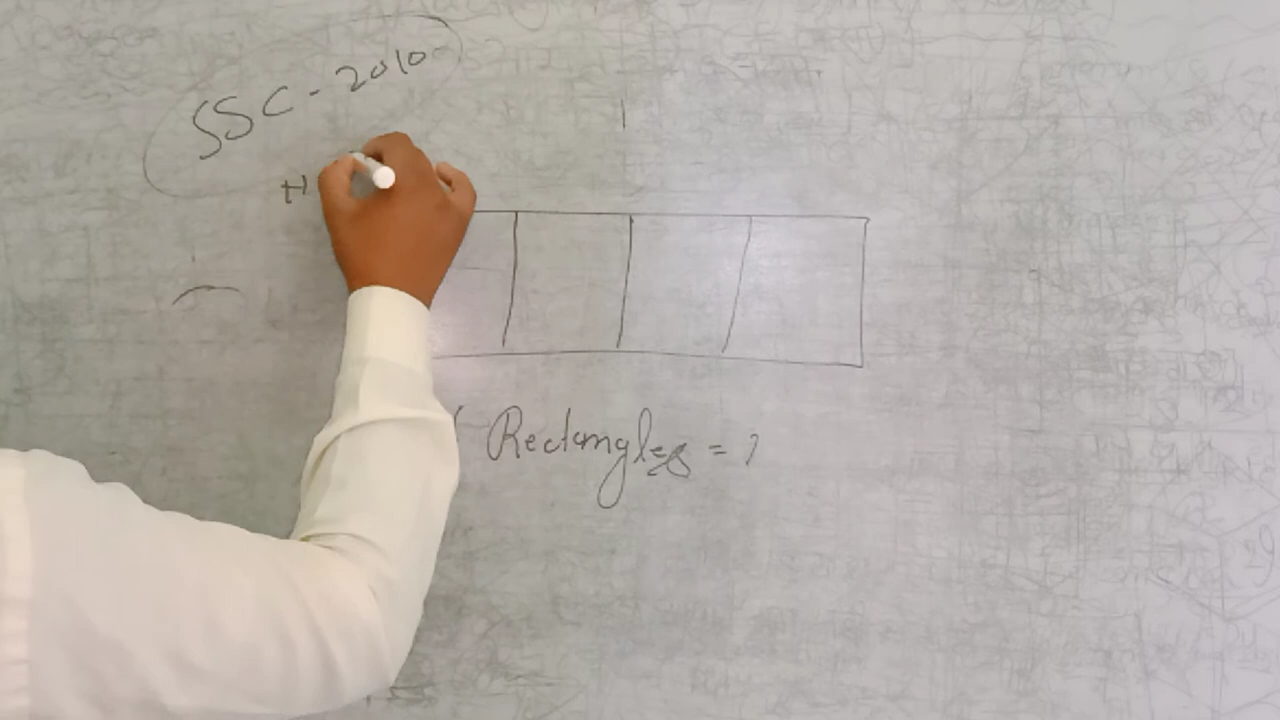 SSC - 2010
H
Rectangles = ?